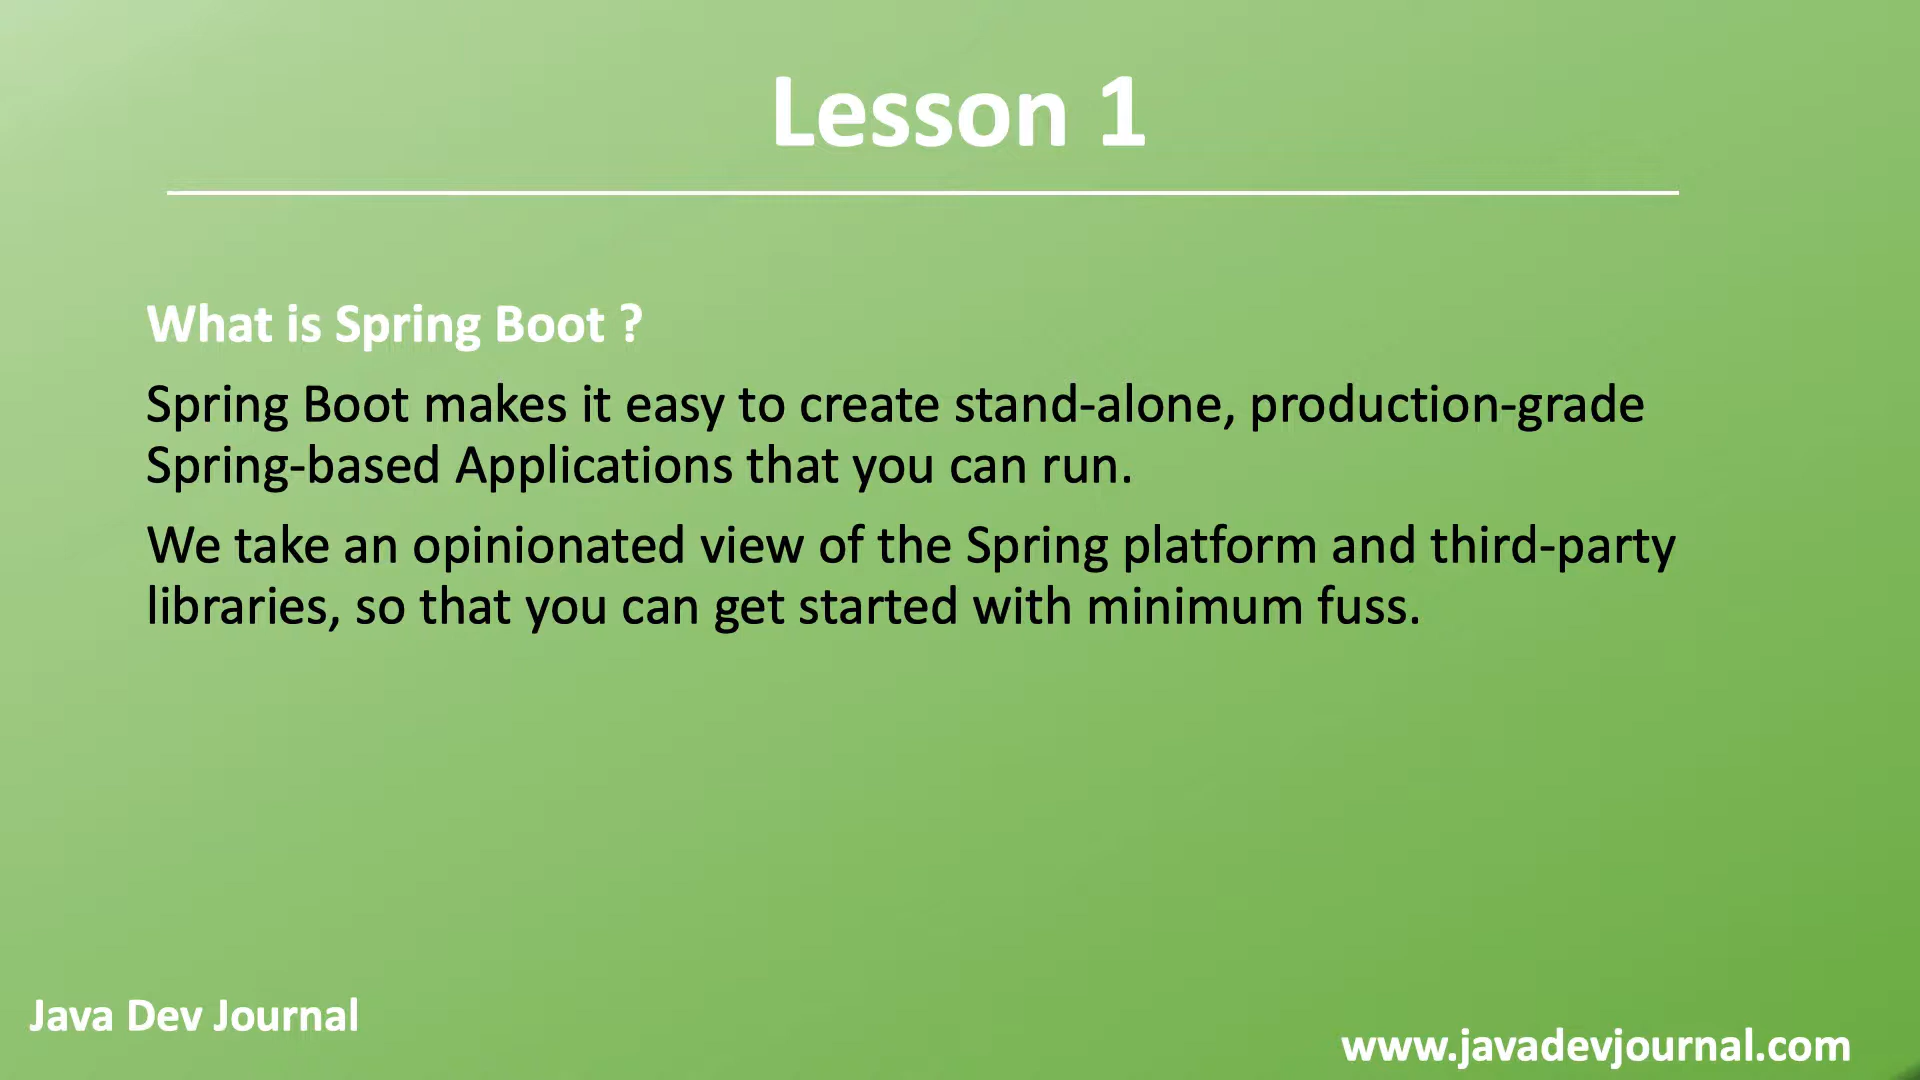 Lesson 1
What is Spring Boot ?
Spring Boot makes it easy to create stand-alone, production-grade
Spring-based Applications that you can run.
We take an opinionated view of the Spring platform and third-party
libraries, so that you can get started with minimum fuss.
Java Dev Journal
www.javadevjournal.com